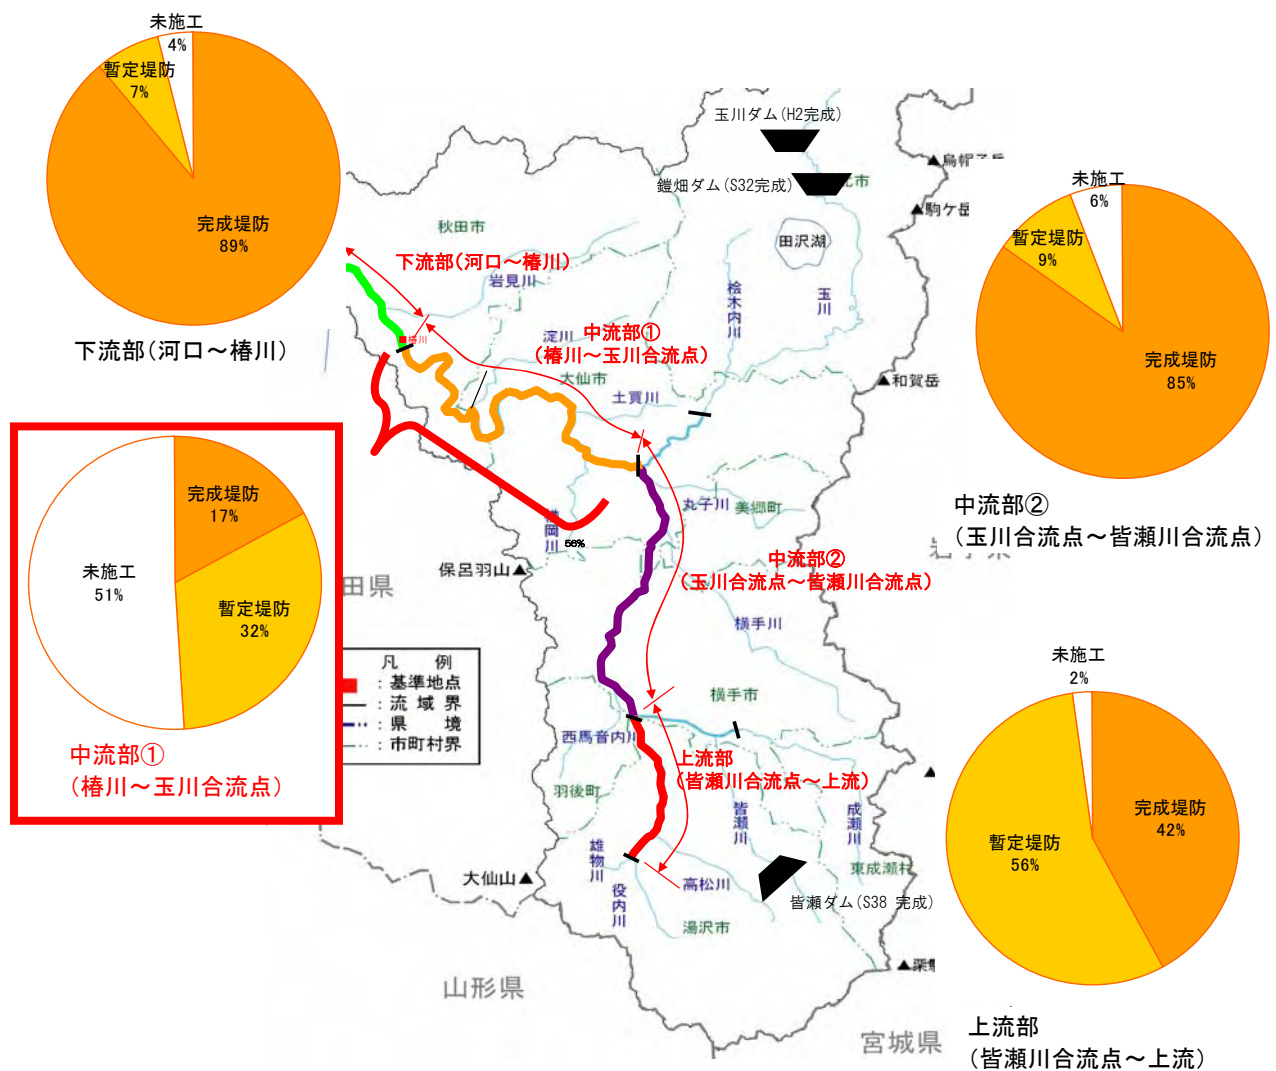 未施工
4%
暫定堤防
7%
完成堤防
89%
下流部(河口～椿川)
玉川ダム(H2完成)
鎧畑ダム(S32完成)
北市
▲駒ケ岳
田沢湖
秋田市
下流部(河口～椿川)
岩見川
桧木内川
玉川
椿川
淀川
中流部①
(椿川～玉川合流点)
大仙市
土買川
▲和賀岳
未施工
6%
暫定堤防
9%
完成堤防
85%
中流部②
(玉川合流点～皆瀬川合流点)
完成堤防
17%
未施工
51%
暫定堤防
32%
中流部①
(椿川～玉川合流点)
丸子川
美郷町
岡川
56%
保呂羽山▲
田県
中流部②
(玉川合流点～皆瀬川合流点)
横手川
凡 例
: 基準地点
: 流域界
: 県 境
: 市町村界
横手市
西馬音内川
上流部
(皆瀬川合流点～上流)
羽後町
皆瀬川
成瀬川
東成瀬村
雄物川
役内川
高松川
大仙山▲
皆瀬ダム(S38 完成)
湯沢市
山形県
宮城県
未施工
2%
完成堤防
42%
暫定堤防
56%
上流部
(皆瀬川合流点～上流)